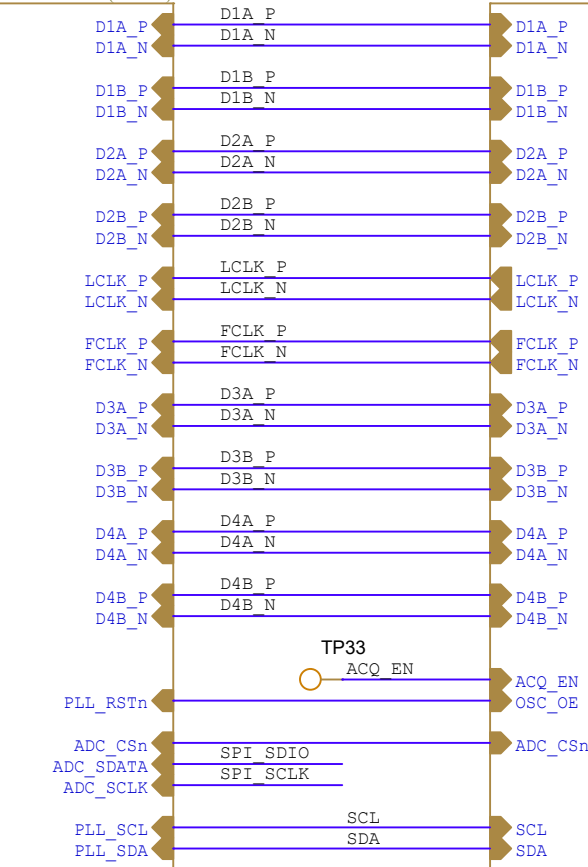 D1A_P D1A_P D1A_P
D1A_N D1A_N D1A_N
D1B_P D1B_P D1B_P
D1B_N D1B_N D1B_N
D2A_P D2A_P D2A_P
D2A_N D2A_N D2A_N
D2B_P D2B_P D2B_P
D2B_N D2B_N D2B_N
LCLK_P LCLK_P LCLK_P
LCLK_N LCLK_N LCLK_N
FCLK_P FCLK_P FCLK_P
FCLK_N FCLK_N FCLK_N
D3A_P D3A_P D3A_P
D3A_N D3A_N D3A_N
D3B_P D3B_P D3B_P
D3B_N D3B_N D3B_N
D4A_P D4A_P D4A_P
D4A_N D4A_N D4A_N
D4B_P D4B_P D4B_P
D4B_N D4B_N D4B_N
TP33
ACQ_EN ACQ_EN
PLL_RSTn OSC_OE
ADC_CSn ADC_CSn
ADC_SDATA SPI_SDIO
ADC_SCLK SPI_SCLK
PLL_SCL SCL SCL
PLL_SDA SDA SDA